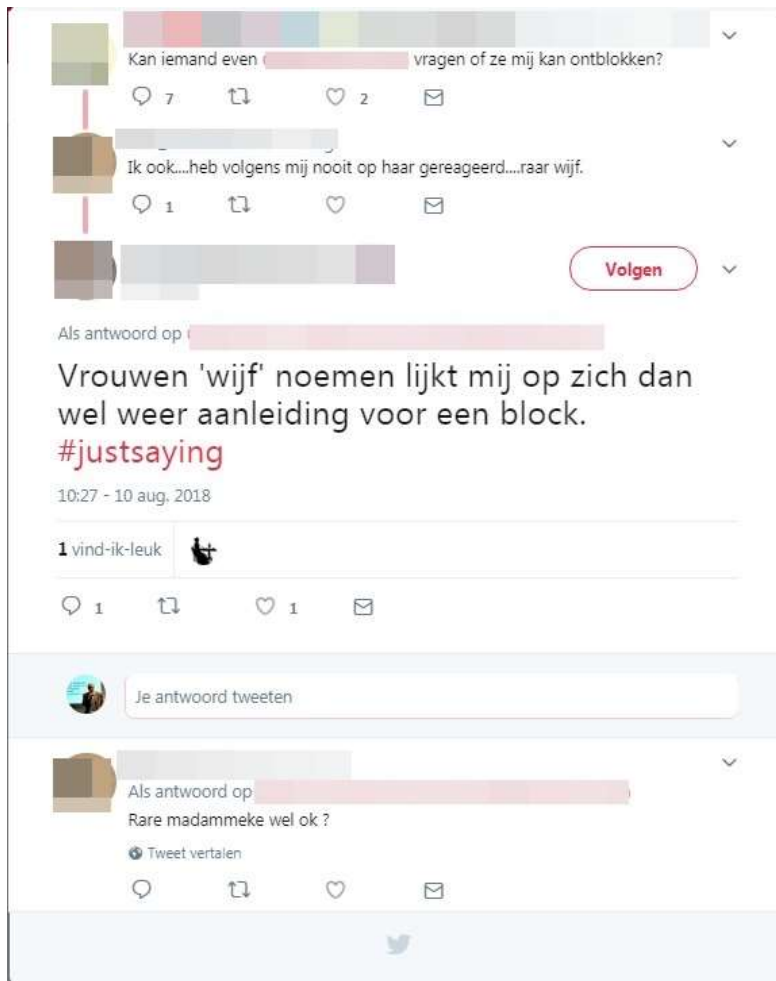 Kan iemand even vragen of ze mij kan ontblokken?
7 2
Ik ook....heb volgens mij nooit op haar gereageerd....raar wijf.
1
Volgen
Als antwoord op
Vrouwen 'wijf' noemen lijkt mij op zich dan
wel weer aanleiding voor een block.
#justsaying
10:27 - 10 aug. 2018
1 vind-ik-leuk
1 1
Je antwoord tweeten
Als antwoord op
Rare madammeke wel ok ?
Tweet vertalen